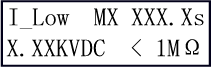 I_Low MX XXX.Xs
X.XXKVDC < 1MΩ